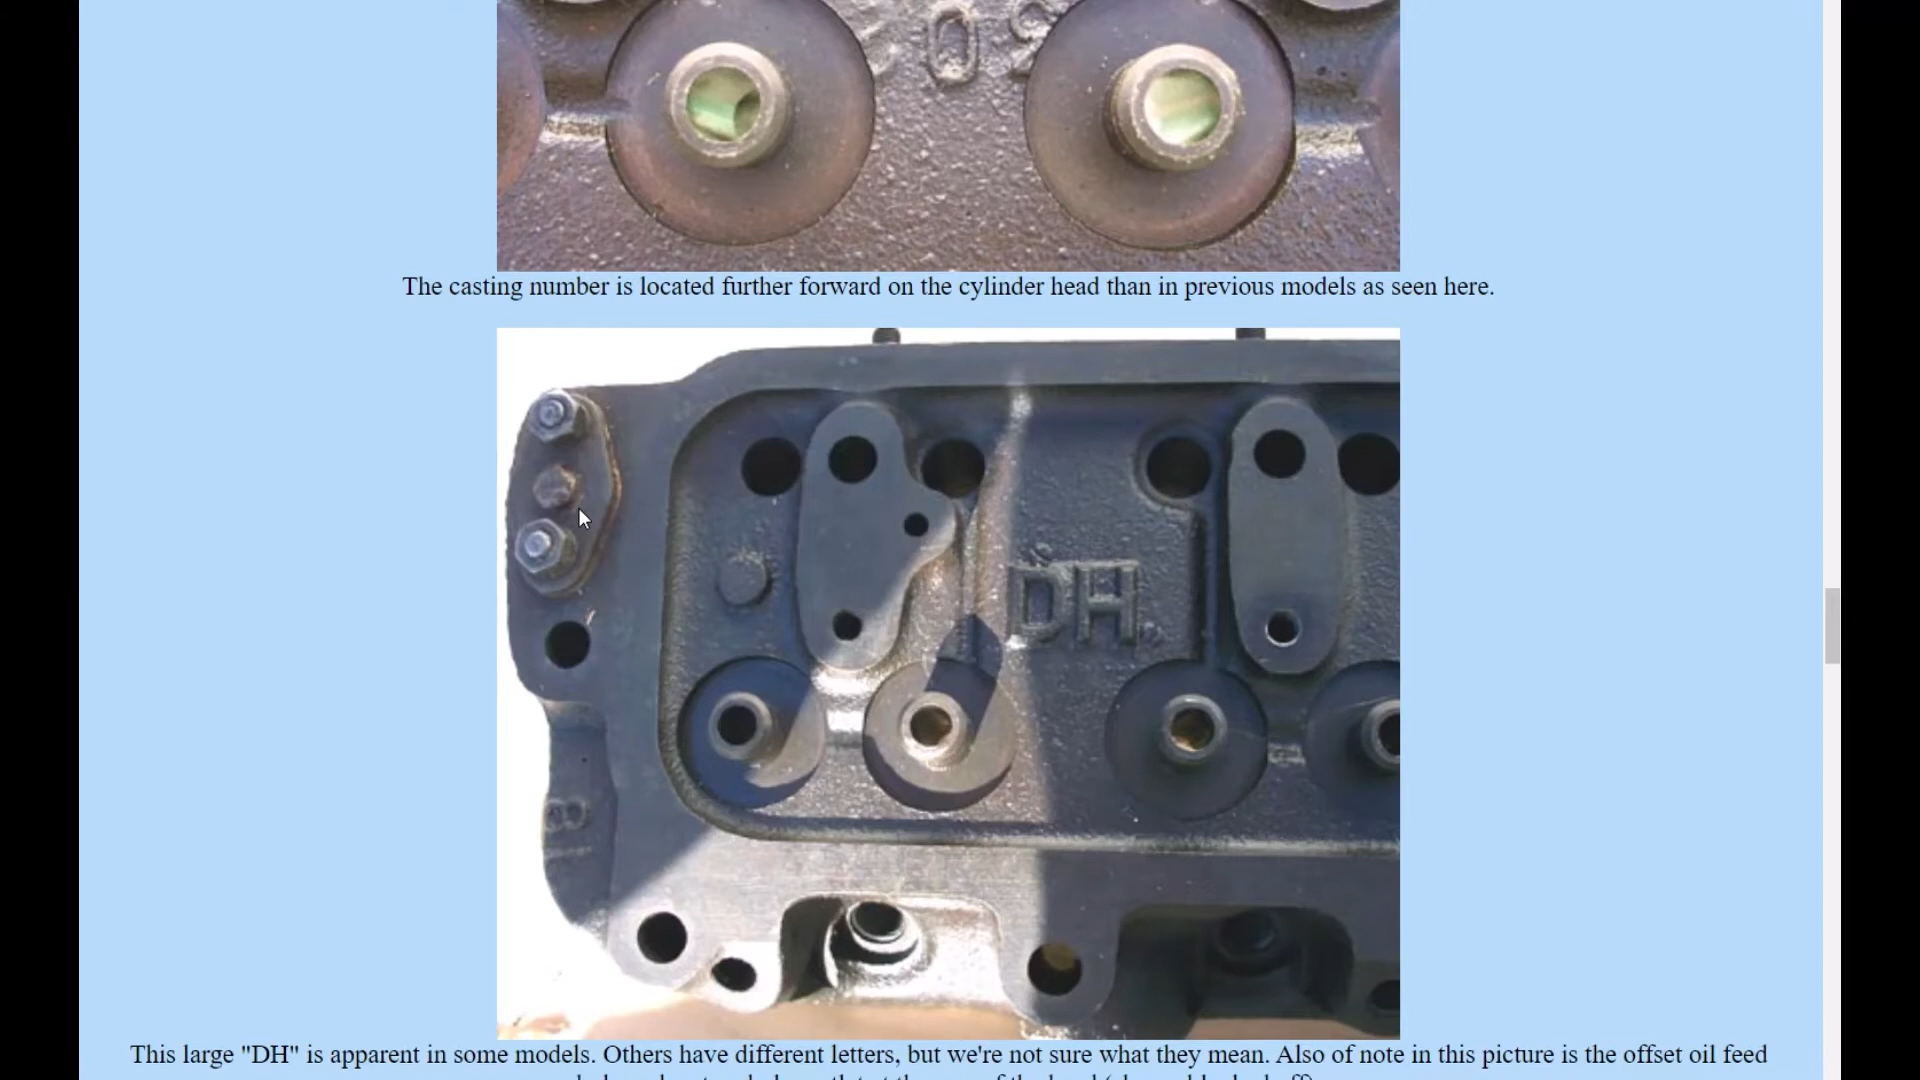 The casting number is located further forward on the cylinder head than in previous models as seen here.
DH
This large "DH" is apparent in some models. Others have different letters, but we're not sure what they mean. Also of note in this picture is the offset oil feed